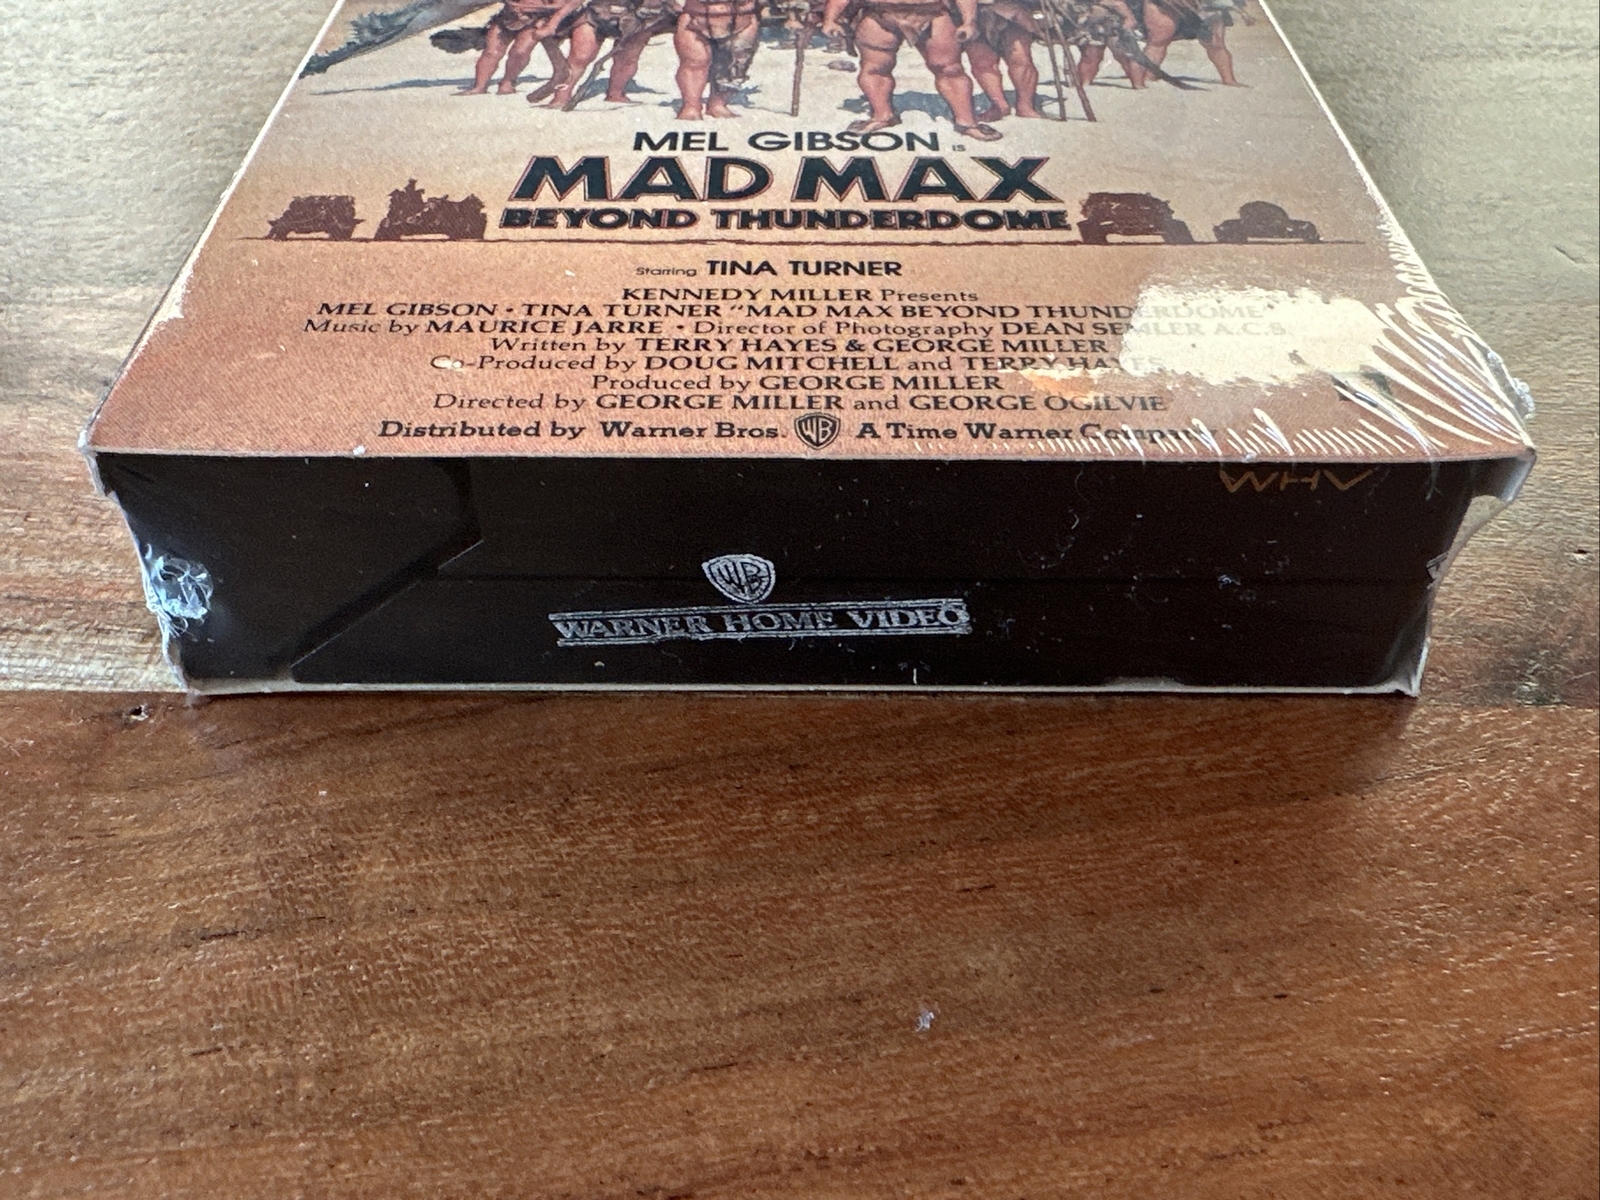 MEL GIBSON IS
MAD MAX
BEYOND THUNDERDOME
Starring TINA TURNER
KENNEDY MILLER Presents
MEL GIBSON • TINA TURNER "MAD MAX BEYOND THUNDERDOME"
Music by MAURICE JARRE • Director of Photography DEAN SEMLER A.C.S.
Written by TERRY HAYES & GEORGE MILLER
Co-Produced by DOUG MITCHELL and TERRY HAYES
Produced by GEORGE MILLER
Directed by GEORGE MILLER and GEORGE OGILVIE
Distributed by Warner Bros. WB A Time Warner Company
WHV
WB
WARNER HOME VIDEO